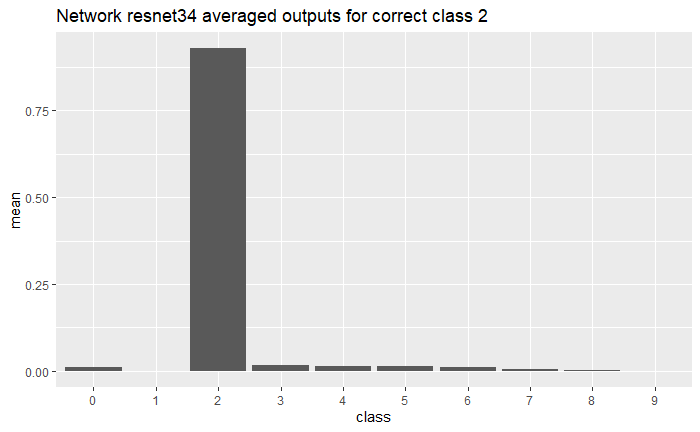 Network resnet34 averaged outputs for correct class 2
mean
0.75
0.50
0.25
0.00
0 1 2 3 4 5 6 7 8 9
class